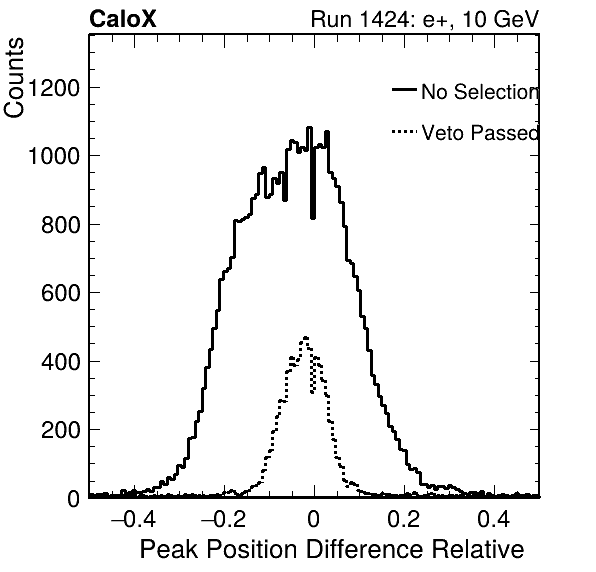 CaloX Run 1424: e+, 10 GeV
Counts
No Selection
Veto Passed
1200
1000
800
600
400
200
0
−0.4 −0.2 0 0.2 0.4
Peak Position Difference Relative